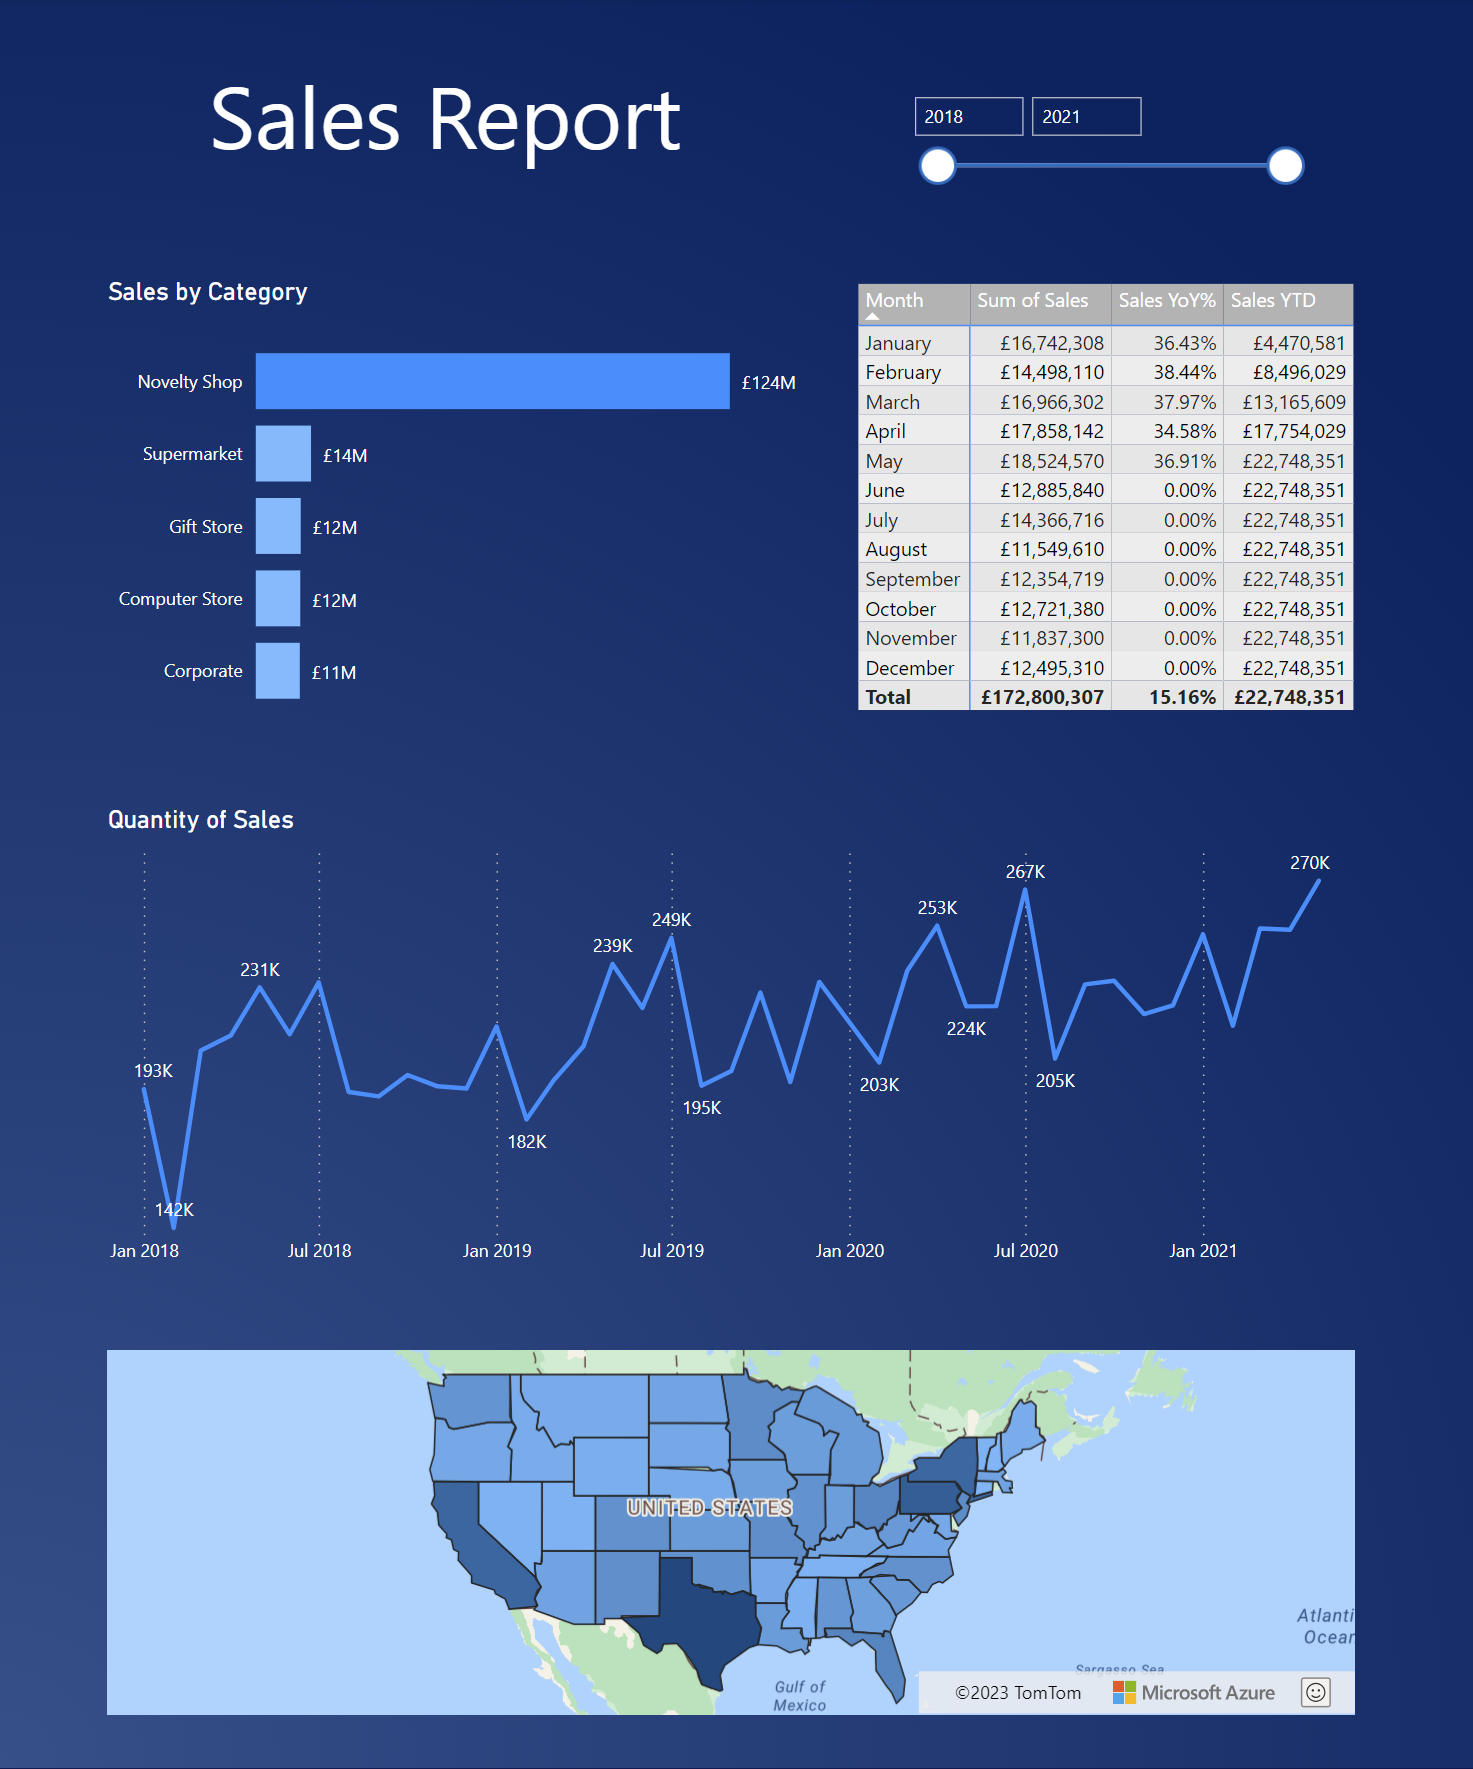 Sales Report
2018 2021
Sales by Category
Novelty Shop £124M
Supermarket £14M
Gift Store £12M
Computer Store £12M
Corporate £11M
Month Sum of Sales Sales YoY% Sales YTD
January £16,742,308 36.43% £4,470,581
February £14,498,110 38.44% £8,496,029
March £16,966,302 37.97% £13,165,609
April £17,858,142 34.58% £17,754,029
May £18,524,570 36.91% £22,748,351
June £12,885,840 0.00% £22,748,351
July £14,366,716 0.00% £22,748,351
August £11,549,610 0.00% £22,748,351
September £12,354,719 0.00% £22,748,351
October £12,721,380 0.00% £22,748,351
November £11,837,300 0.00% £22,748,351
December £12,495,310 0.00% £22,748,351
Total £172,800,307 15.16% £22,748,351
Quantity of Sales
193K
142K
231K
182K
239K
249K
195K
203K
253K
224K
267K
205K
270K
Jan 2018 Jul 2018 Jan 2019 Jul 2019 Jan 2020 Jul 2020 Jan 2021
UNITED STATES
Atlanti
Ocear
Sargasso Sea
Gulf of
Mexico
©2023 TomTom Microsoft Azure